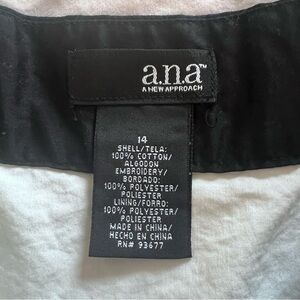 a.n.a™
A NEW APPROACH
14
SHELL/TELA:
100% COTTON/
ALGODON
EMBROIDERY/
BORDADO:
100% POLYESTER/
POLIESTER
LINING/FORRO:
100% POLYESTER/
POLIESTER
MADE IN CHINA/
HECHO EN CHINA
RN# 93677